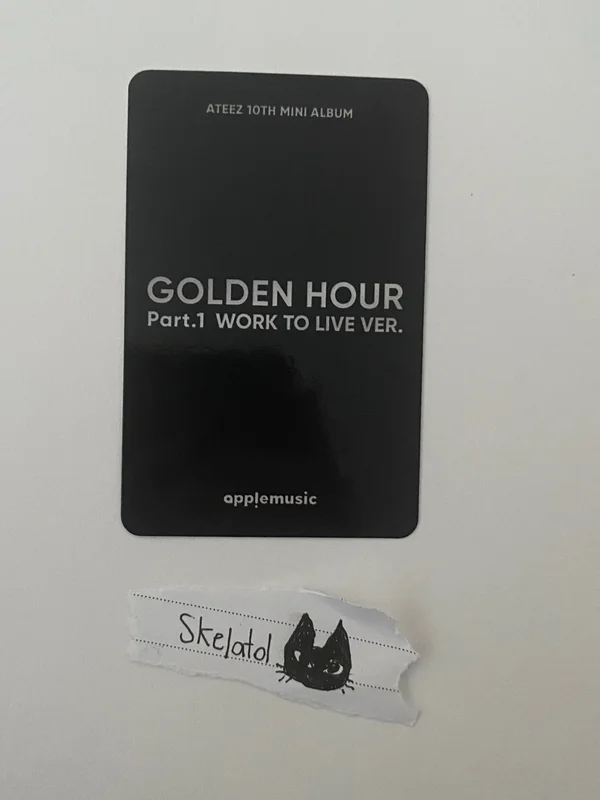 ATEEZ 10TH MINI ALBUM
GOLDEN HOUR
Part.1 WORK TO LIVE VER.
applemusic
Skelatol